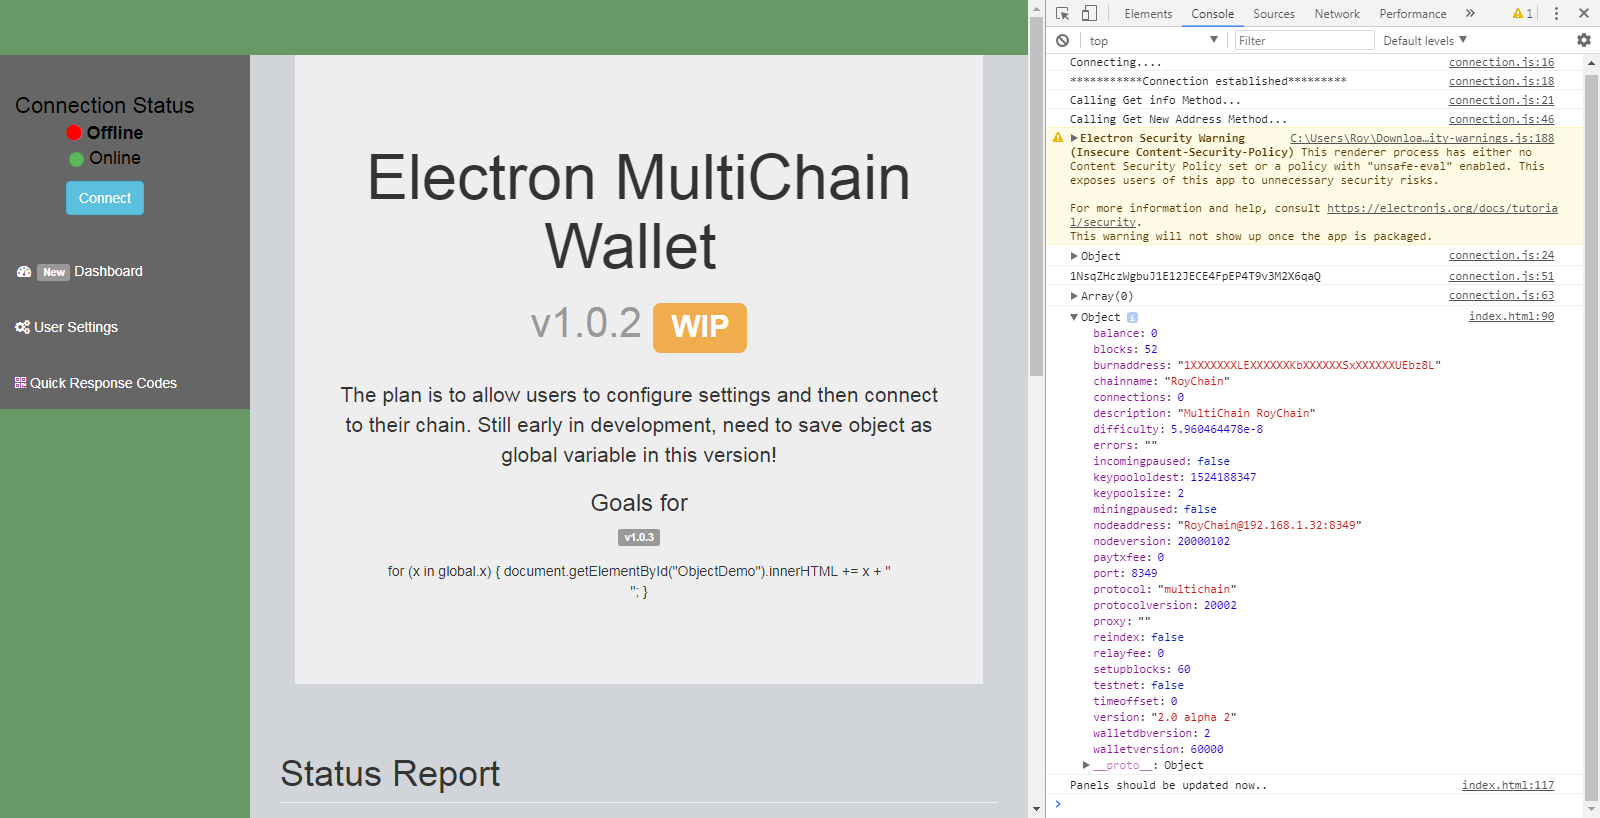 Connection Status
Offline
Online
Connect
New Dashboard
User Settings
Quick Response Codes
Electron MultiChain
Wallet
v1.0.2 WIP
The plan is to allow users to configure settings and then connect
to their chain. Still early in development, need to save object as
global variable in this version!
Goals for
v1.0.3
for (x in global.x) { document.getElementById("ObjectDemo").innerHTML += x + "
"; }
Status Report
Elements Console Sources Network Performance » 1
top Filter Default levels
Connecting.... connection.js:16
***********Connection established********* connection.js:18
Calling Get info Method... connection.js:21
Calling Get New Address Method... connection.js:46
Electron Security Warning C:\Users\Roy\Downloa…ity-warnings.js:188
(Insecure Content-Security-Policy) This renderer process has either no
Content Security Policy set or a policy with "unsafe-eval" enabled. This
exposes users of this app to unnecessary security risks.
For more information and help, consult https://electronjs.org/docs/tutoria
l/security.
This warning will not show up once the app is packaged.
Object connection.js:24
1NsqZHczWgbuJ1E12JECE4FpEP4T9v3M2X6qaQ connection.js:51
Array(0) connection.js:63
Object i index.html:90
balance: 0
blocks: 52
burnaddress: "1XXXXXXXLEXXXXXXKbXXXXXXSxXXXXXXUEbz8L"
chainname: "RoyChain"
connections: 0
description: "MultiChain RoyChain"
difficulty: 5.960464478e-8
errors: ""
incomingpaused: false
keypoololdest: 1524188347
keypoolsize: 2
miningpaused: false
nodeaddress: "RoyChain@192.168.1.32:8349"
nodeversion: 20000102
paytxfee: 0
port: 8349
protocol: "multichain"
protocolversion: 20002
proxy: ""
reindex: false
relayfee: 0
setupblocks: 60
testnet: false
timeoffset: 0
version: "2.0 alpha 2"
walletdbversion: 2
walletversion: 60000
__proto__: Object
Panels should be updated now.. index.html:117